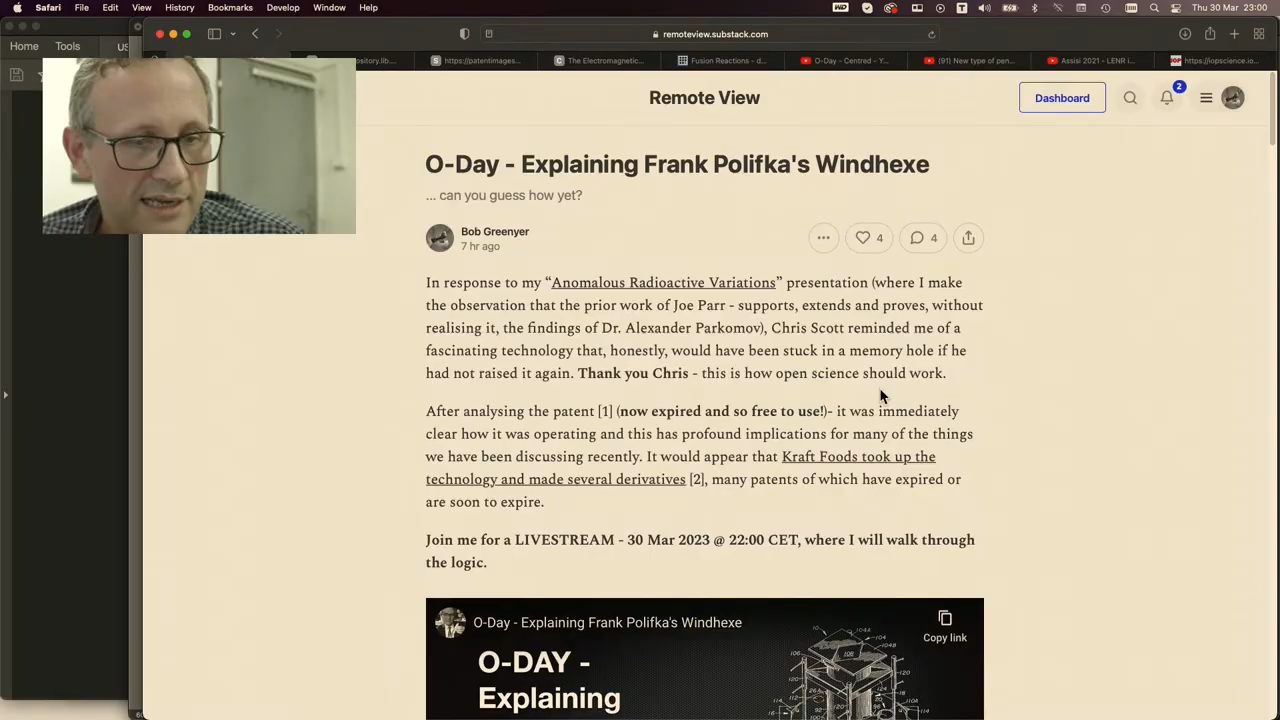 Safari File Edit View History Bookmarks Develop Window Help Thu 30 Mar 23:00
Home Tools
remoteview.substack.com
https://patentimages... The Electromagnetic... Fusion Reactions - d... O-Day - Centred - Y... (91) New type of pen... Assisi 2021 - LENR i... https://iopscience.io...
Remote View
Dashboard
2
O-Day - Explaining Frank Polifka's Windhexe
... can you guess how yet?
Bob Greenyer
7 hr ago
4 4
In response to my “Anomalous Radioactive Variations” presentation (where I make
the observation that the prior work of Joe Parr - supports, extends and proves, without
realising it, the findings of Dr. Alexander Parkomov), Chris Scott reminded me of a
fascinating technology that, honestly, would have been stuck in a memory hole if he
had not raised it again. Thank you Chris - this is how open science should work.
After analysing the patent [1] (now expired and so free to use!)- it was immediately
clear how it was operating and this has profound implications for many of the things
we have been discussing recently. It would appear that Kraft Foods took up the
technology and made several derivatives [2], many patents of which have expired or
are soon to expire.
Join me for a LIVESTREAM - 30 Mar 2023 @ 22:00 CET, where I will walk through
the logic.
O-Day - Explaining Frank Polifka's Windhexe
Copy link
O-DAY -
Explaining